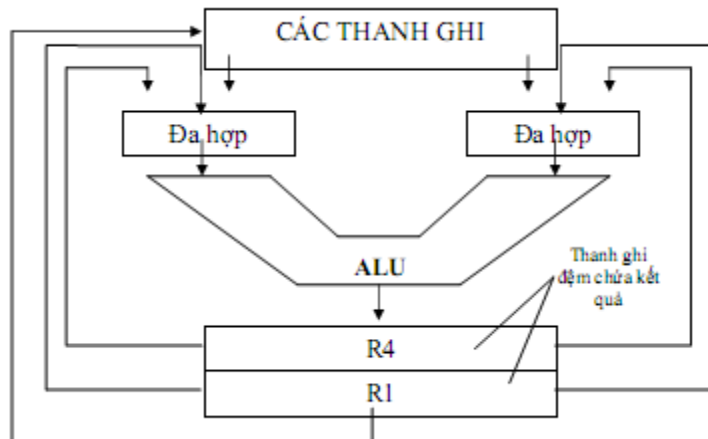 CÁC THANH GHI
Đa hợp
Đa hợp
ALU
Thanh ghi
đệm chứa kết
quả
R4
R1